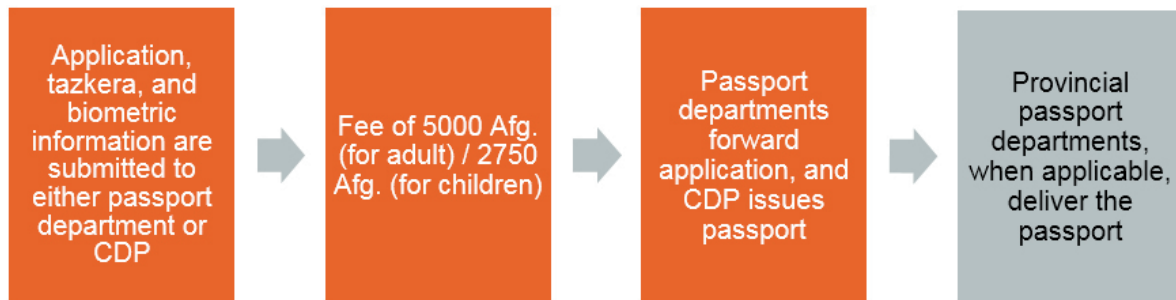 Application,
tazkera, and
biometric
information are
submitted to
either passport
department or
CDP
Fee of 5000 Afg.
(for adult) / 2750
Afg. (for children)
Passport
departments
forward
application, and
CDP issues
passport
Provincial
passport
departments,
when applicable,
deliver the
passport